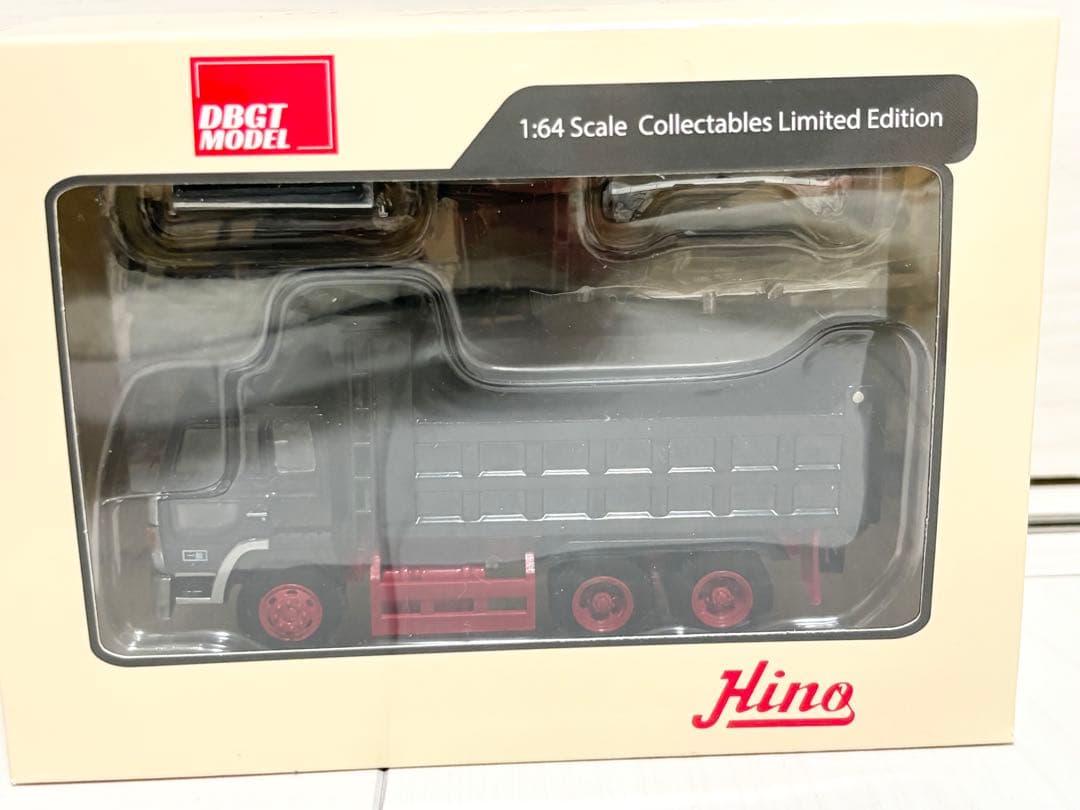 DBGT
MODEL
1:64 Scale Collectables Limited Edition
Hino